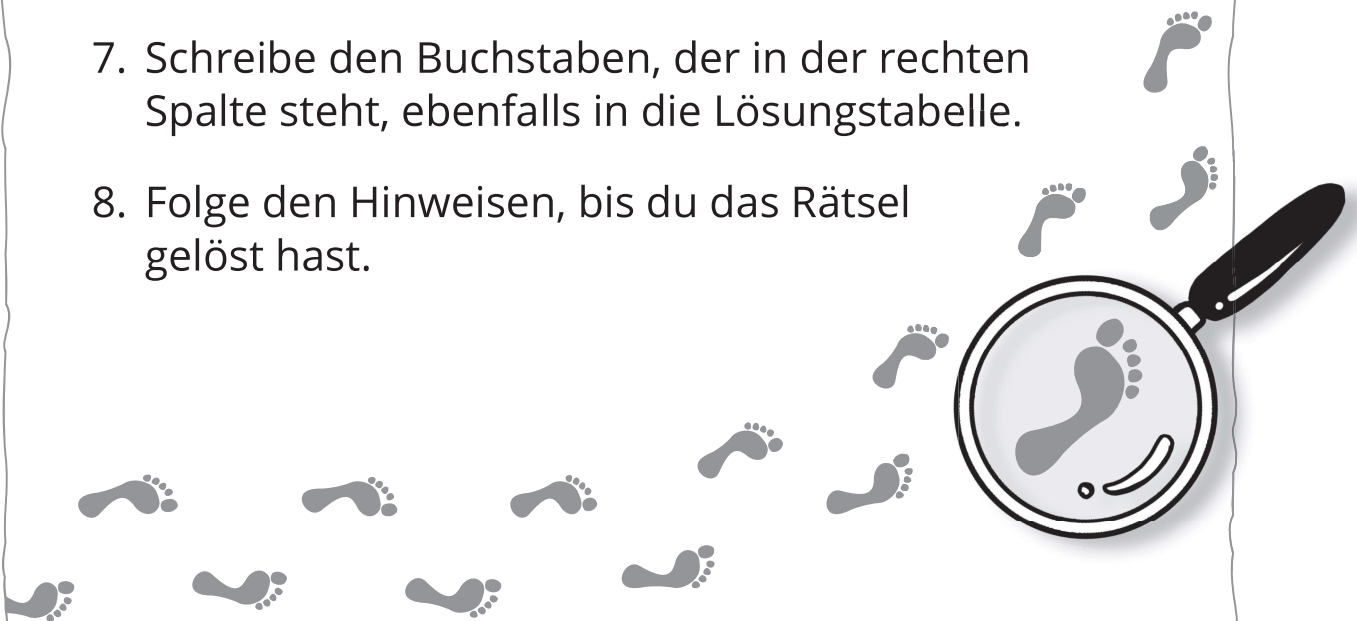 7. Schreibe den Buchstaben, der in der rechten
Spalte steht, ebenfalls in die Lösungstabelle.
8. Folge den Hinweisen, bis du das Rätsel
gelöst hast.